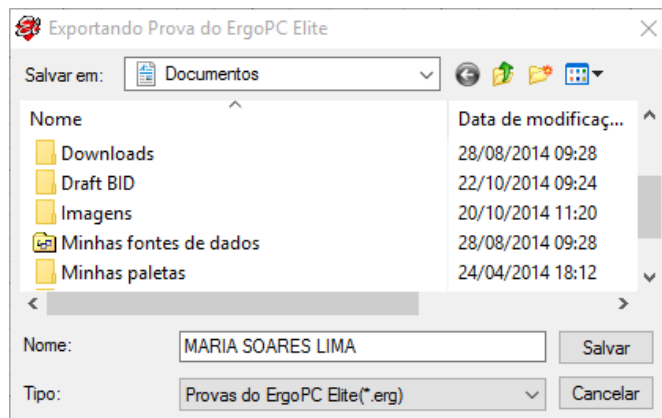 Exportando Prova do ErgoPC Elite
Salvar em: Documentos
Nome Data de modificaç...
Downloads 28/08/2014 09:28
Draft BID 22/10/2014 09:24
Imagens 20/10/2014 11:20
Minhas fontes de dados 28/08/2014 09:28
Minhas paletas 24/04/2014 18:12
Nome: MARIA SOARES LIMA Salvar
Tipo: Provas do ErgoPC Elite(*.erg) Cancelar